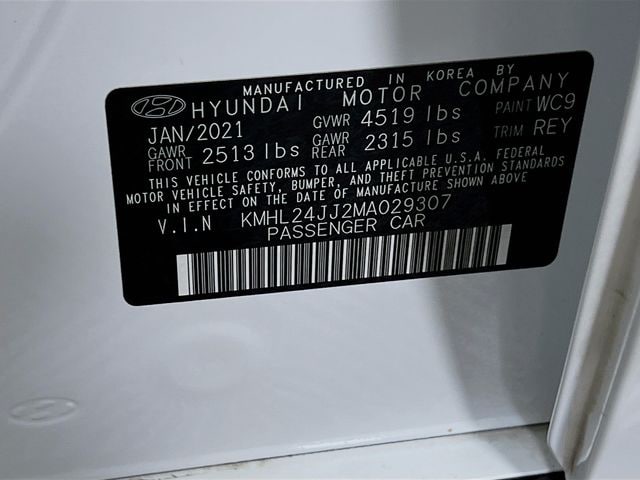 MANUFACTURED IN KOREA BY
HYUNDAI MOTOR COMPANY
JAN/2021 GVWR 4519 lbs PAINT WC9
GAWR FRONT 2513 lbs GAWR REAR 2315 lbs TRIM REY
THIS VEHICLE CONFORMS TO ALL APPLICABLE U.S.A. FEDERAL
MOTOR VEHICLE SAFETY, BUMPER, AND THEFT PREVENTION STANDARDS
IN EFFECT ON THE DATE OF MANUFACTURE SHOWN ABOVE.
V.I.N KMHL24JJ2MA029307
PASSENGER CAR